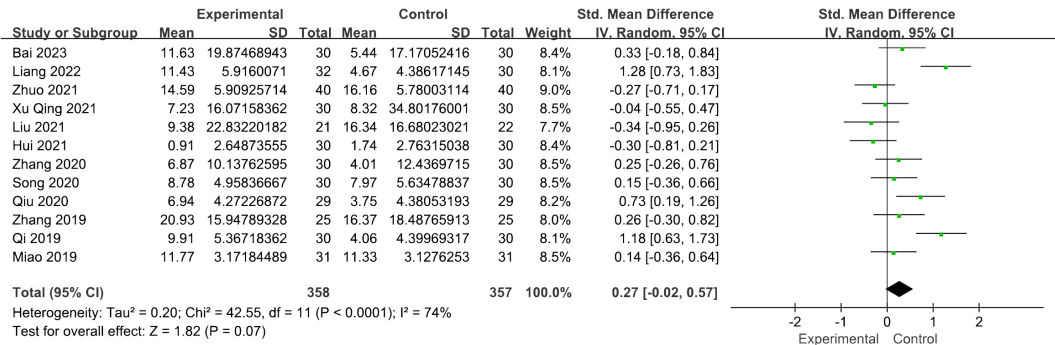 Experimental Control Std. Mean Difference Std. Mean Difference
Study or Subgroup Mean SD Total Mean SD Total Weight IV. Random. 95% CI IV. Random. 95% CI
Bai 2023 11.63 19.87468943 30 5.44 17.17052416 30 8.4% 0.33 [-0.18, 0.84]
Liang 2022 11.43 5.9160071 32 4.67 4.38617145 30 8.1% 1.28 [0.73, 1.83]
Zhuo 2021 14.59 5.90925714 40 16.16 5.78003114 40 9.0% -0.27 [-0.71, 0.17]
Xu Qing 2021 7.23 16.07158362 30 8.32 34.80176001 30 8.5% -0.04 [-0.55, 0.47]
Liu 2021 9.38 22.83220182 21 16.34 16.68023021 22 7.7% -0.34 [-0.95, 0.26]
Hui 2021 0.91 2.64873555 30 1.74 2.76315038 30 8.4% -0.30 [-0.81, 0.21]
Zhang 2020 6.87 10.13762595 30 4.01 12.4369715 30 8.4% 0.25 [-0.26, 0.76]
Song 2020 8.78 4.95836667 30 7.97 5.63478837 30 8.5% 0.15 [-0.36, 0.66]
Qiu 2020 6.94 4.27226872 29 3.75 4.38053193 29 8.2% 0.73 [0.19, 1.26]
Zhang 2019 20.93 15.94789328 25 16.37 18.48765913 25 8.0% 0.26 [-0.30, 0.82]
Qi 2019 9.91 5.36718362 30 4.06 4.39969317 30 8.1% 1.18 [0.63, 1.73]
Miao 2019 11.77 3.17184489 31 11.33 3.1276253 31 8.5% 0.14 [-0.36, 0.64]
Total (95% CI) 358 357 100.0% 0.27 [-0.02, 0.57]
Heterogeneity: Tau² = 0.20; Chi² = 42.55, df = 11 (P < 0.0001); I² = 74%
Test for overall effect: Z = 1.82 (P = 0.07)
-2 -1 0 1 2
Experimental Control